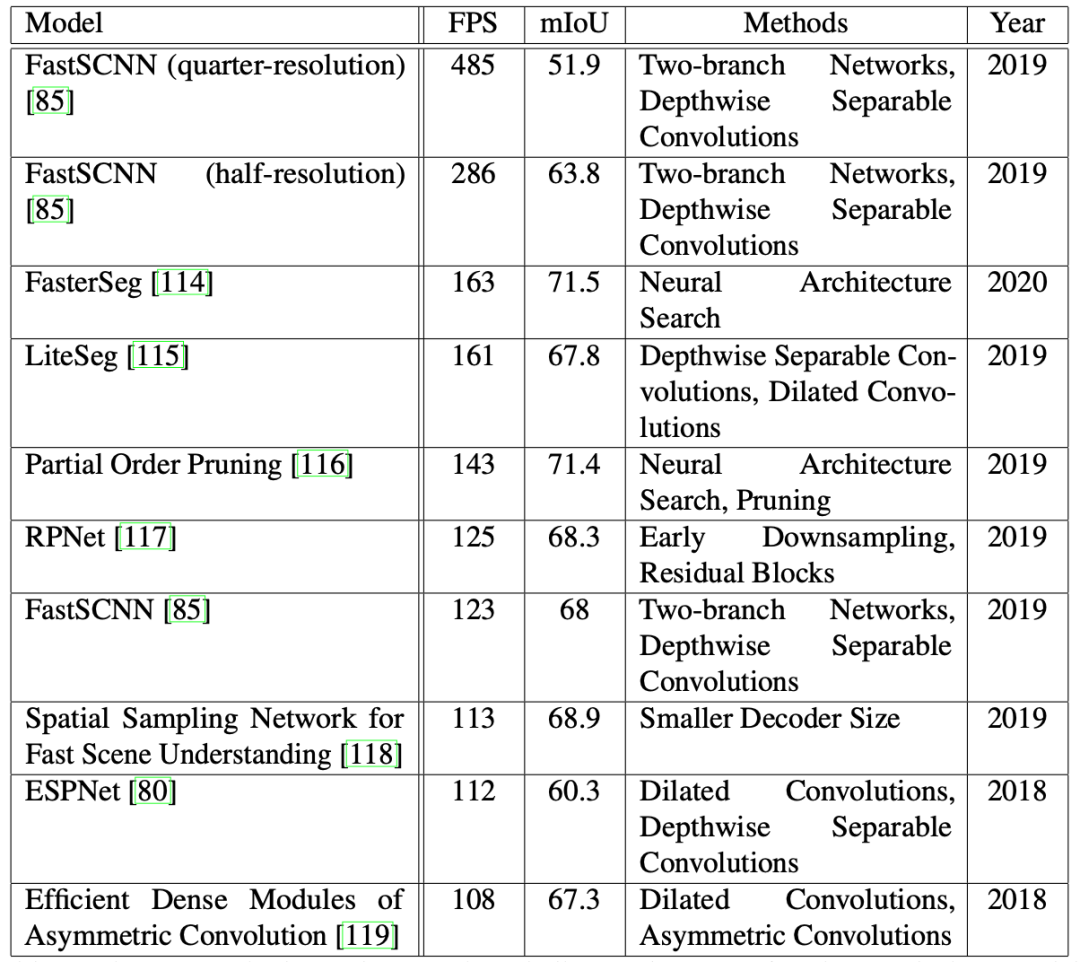 Model FPS mIoU Methods Year
FastSCNN (quarter-resolution) 485 51.9 Two-branch Networks, 2019
[85] Depthwise Separable
Convolutions
FastSCNN (half-resolution) 286 63.8 Two-branch Networks, 2019
[85] Depthwise Separable
Convolutions
FasterSeg [114] 163 71.5 Neural Architecture 2020
Search
LiteSeg [115] 161 67.8 Depthwise Separable Con- 2019
volutions, Dilated Convo-
lutions
Partial Order Pruning [116] 143 71.4 Neural Architecture 2019
Search, Pruning
RPNet [117] 125 68.3 Early Downsampling, 2019
Residual Blocks
FastSCNN [85] 123 68 Two-branch Networks, 2019
Depthwise Separable
Convolutions
Spatial Sampling Network for 113 68.9 Smaller Decoder Size 2019
Fast Scene Understanding [118]
ESPNet [80] 112 60.3 Dilated Convolutions, 2018
Depthwise Separable
Convolutions
Efficient Dense Modules of 108 67.3 Dilated Convolutions, 2018
Asymmetric Convolution [119] Asymmetric Convolutions